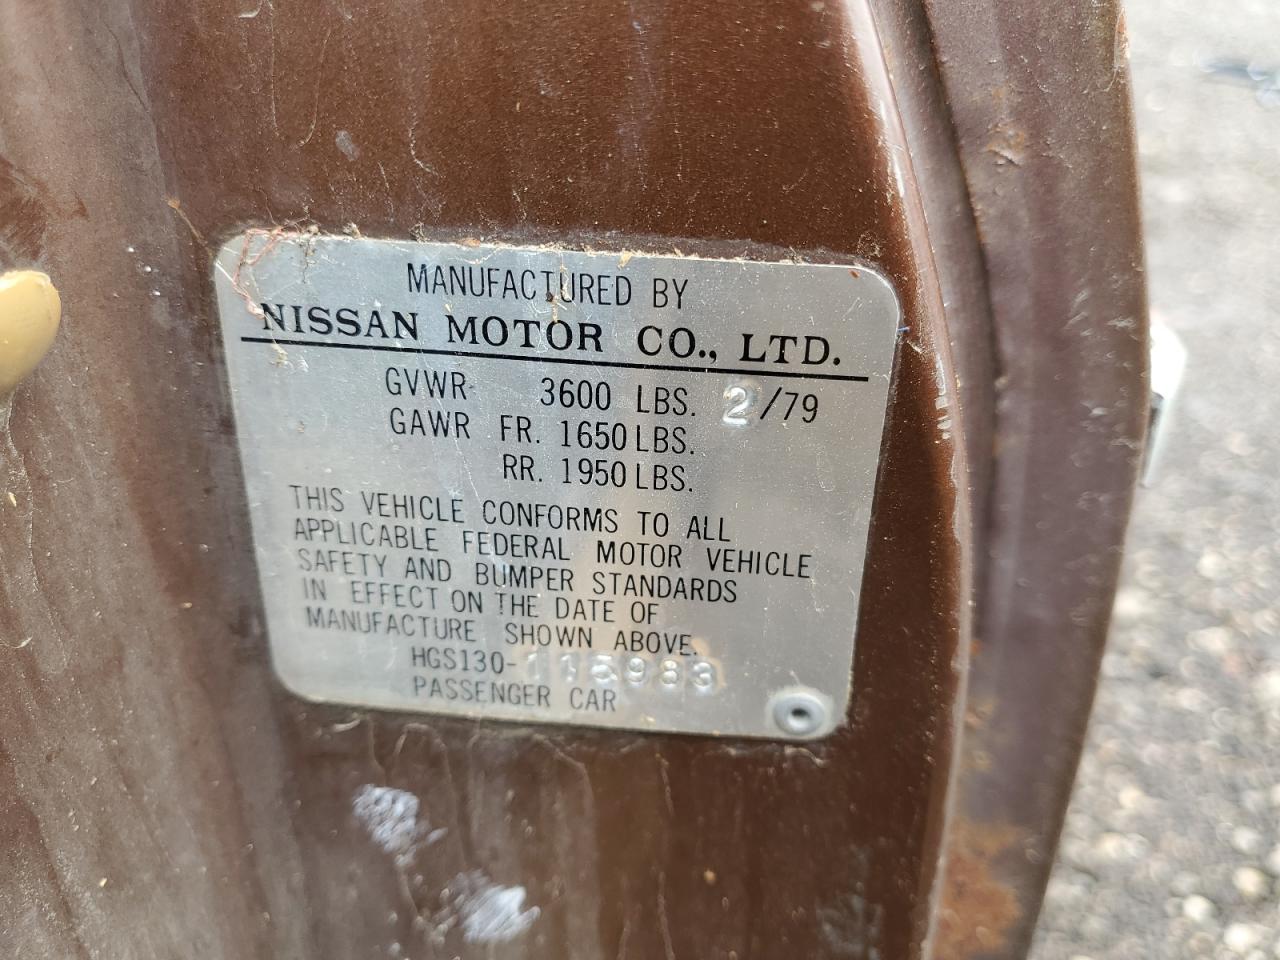 MANUFACTURED BY
NISSAN MOTOR CO., LTD.
GVWR 3600 LBS. 2/79
GAWR FR. 1650 LBS.
RR. 1950 LBS.
THIS VEHICLE CONFORMS TO ALL
APPLICABLE FEDERAL MOTOR VEHICLE
SAFETY AND BUMPER STANDARDS
IN EFFECT ON THE DATE OF
MANUFACTURE SHOWN ABOVE.
HGS130-115983
PASSENGER CAR